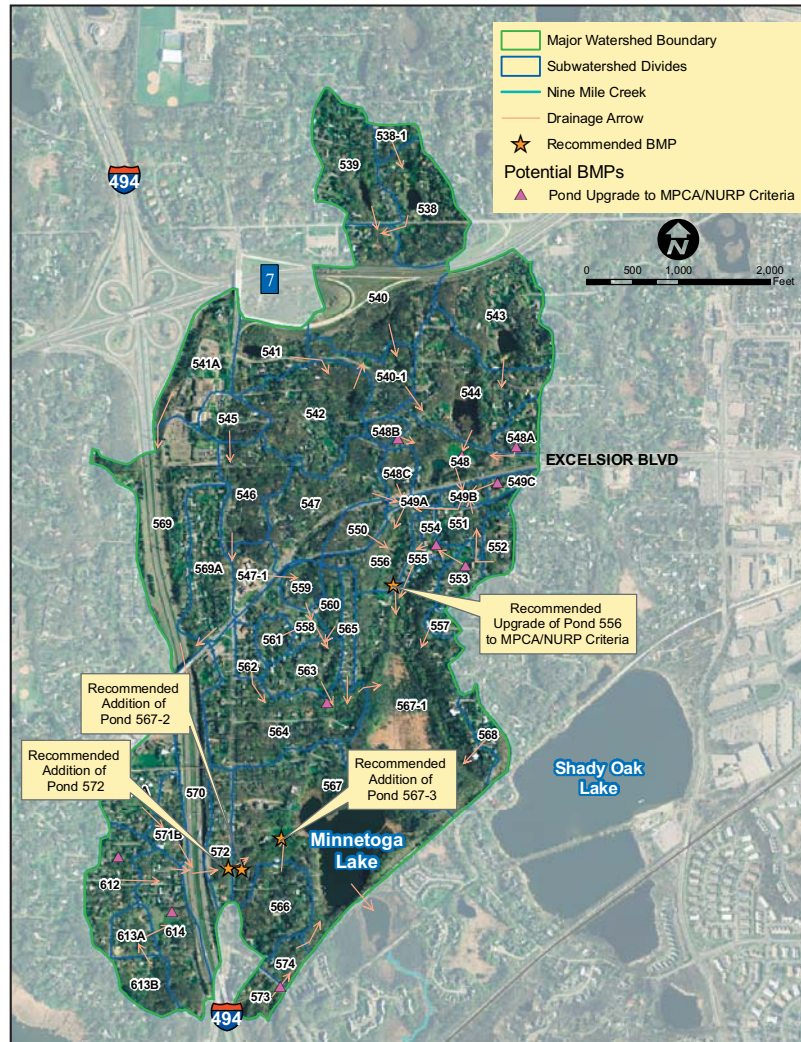 Major Watershed Boundary
Subwatershed Divides
Nine Mile Creek
Drainage Arrow
Recommended BMP
Potential BMPs
Pond Upgrade to MPCA/NURP Criteria
N
0 500 1,000 2,000
Feet
494
7
538-1
539
538
540
543
541
541A
540-1
544
542
545
548B
548A
548
EXCELSIOR BLVD
548C
546
547
549C
549A
549B
569
550
554
551
552
556
555
569A
547-1
553
559
560
Recommended
Upgrade of Pond 556
to MPCA/NURP Criteria
558
565
557
561
562
563
Recommended
Addition of
Pond 567-2
567-1
564
568
Recommended
Addition of
Pond 572
Recommended
Addition of
Pond 567-3
567
570
Shady Oak
Lake
571B
572
Minnetoga
Lake
612
566
613A
614
574
613B
573
494